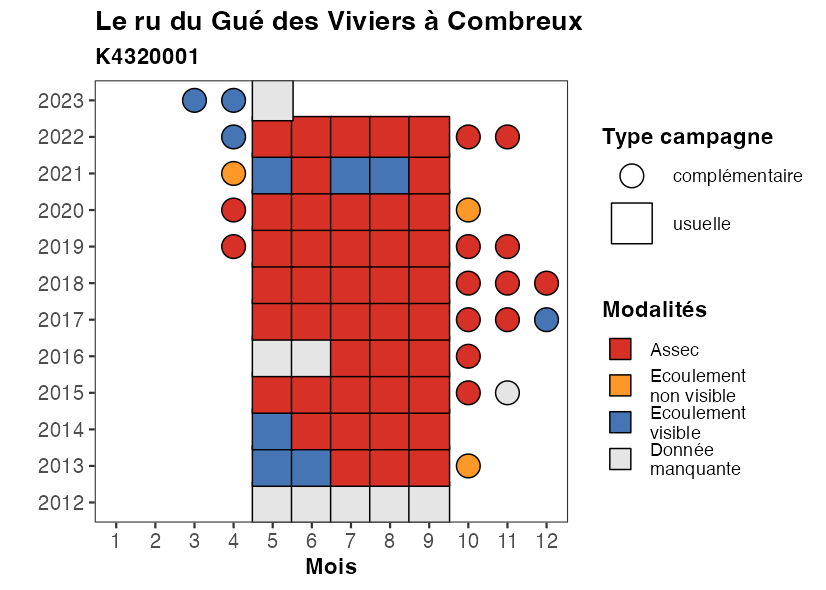 Le ru du Gué des Viviers à Combreux
K4320001
2023
2022
2021
2020
2019
2018
2017
2016
2015
2014
2013
2012
1 2 3 4 5 6 7 8 9 10 11 12
Mois
Type campagne
complémentaire
usuelle
Modalités
Assec
Ecoulement
non visible
Ecoulement
visible
Donnée
manquante